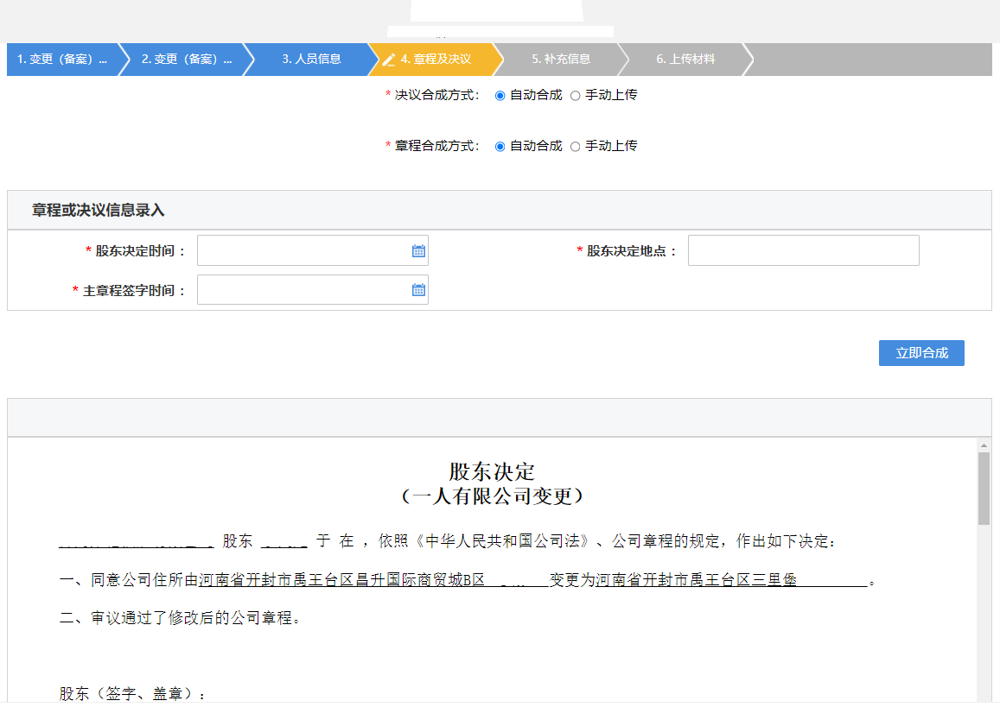 1. 变更（备案）... 2. 变更（备案）... 3. 人员信息 4. 章程及决议 5. 补充信息 6. 上传材料
* 决议合成方式： 自动合成 手动上传
* 章程合成方式： 自动合成 手动上传
章程或决议信息录入
* 股东决定时间： * 股东决定地点：
* 主章程签字时间：
立即合成
股东决定
（一人有限公司变更）
股东 于 在 ，依照《中华人民共和国公司法》、公司章程的规定，作出如下决定：
一、同意公司住所由河南省开封市禹王台区昌升国际商贸城B区 变更为河南省开封市禹王台区三里堡 。
二、审议通过了修改后的公司章程。
股东（签字、盖章）：